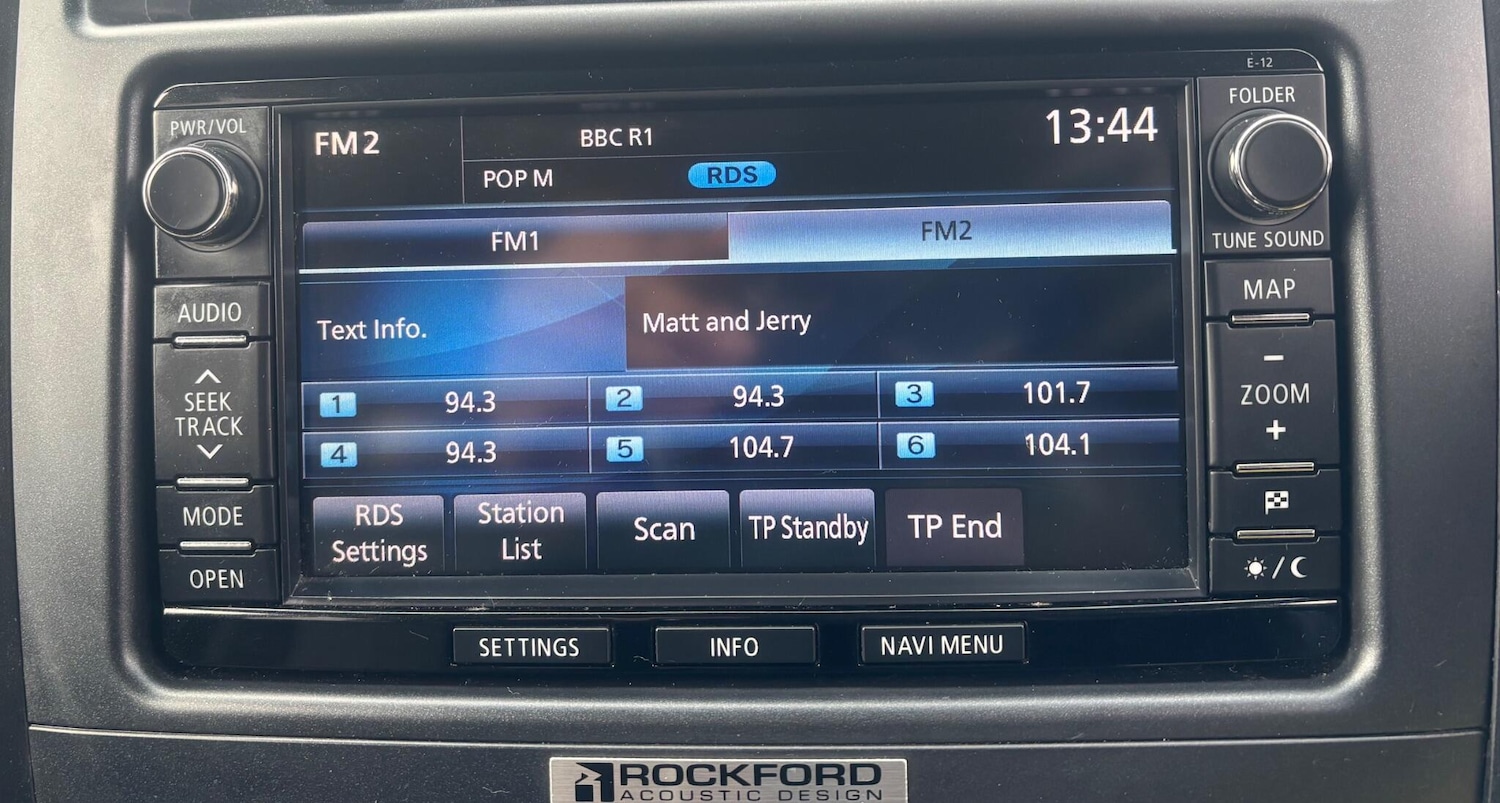 E-12
PWR/VOL
FOLDER
FM2
BBC R1
13:44
POP M
RDS
TUNE SOUND
FM1
FM2
AUDIO
MAP
Text Info.
Matt and Jerry
SEEK
TRACK
ZOOM
1 94.3
2 94.3
3 101.7
4 94.3
5 104.7
6 104.1
MODE
OPEN
RDS
Settings
Station
List
Scan
TP Standby
TP End
SETTINGS
INFO
NAVI MENU
ROCKFORD
ACOUSTIC DESIGN